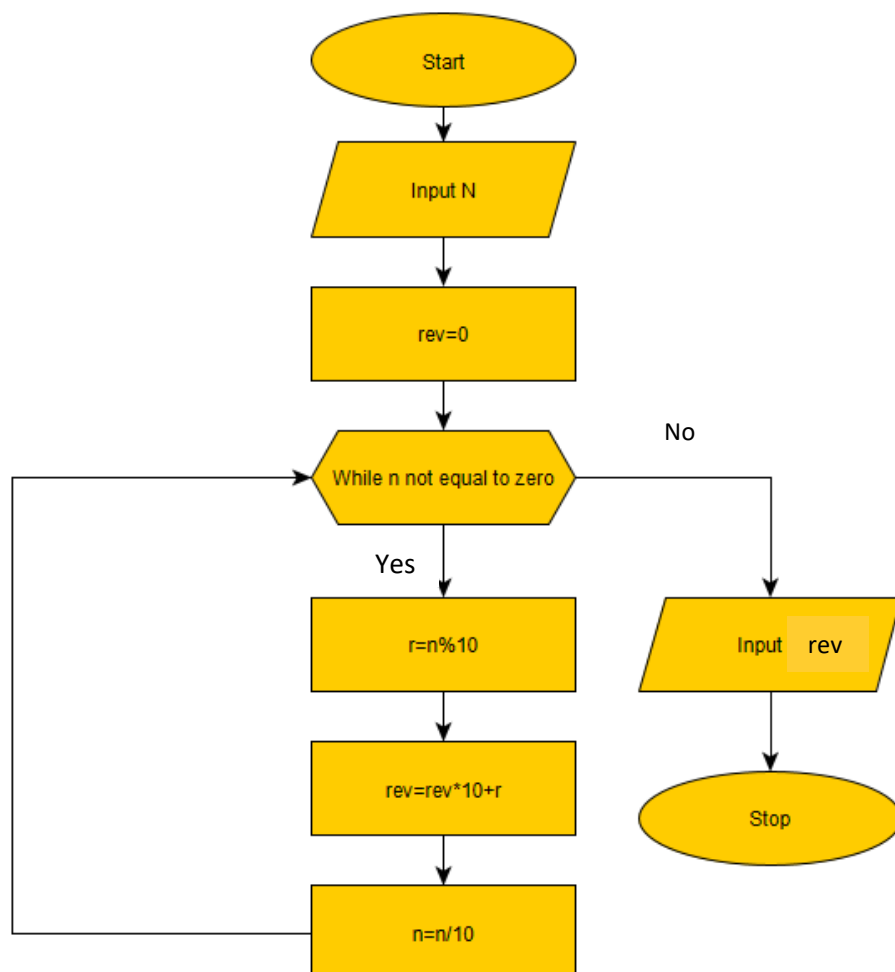 Start
Input N
rev=0
No
While n not equal to zero
Yes
r=n%10
Input rev
rev=rev*10+r
Stop
n=n/10